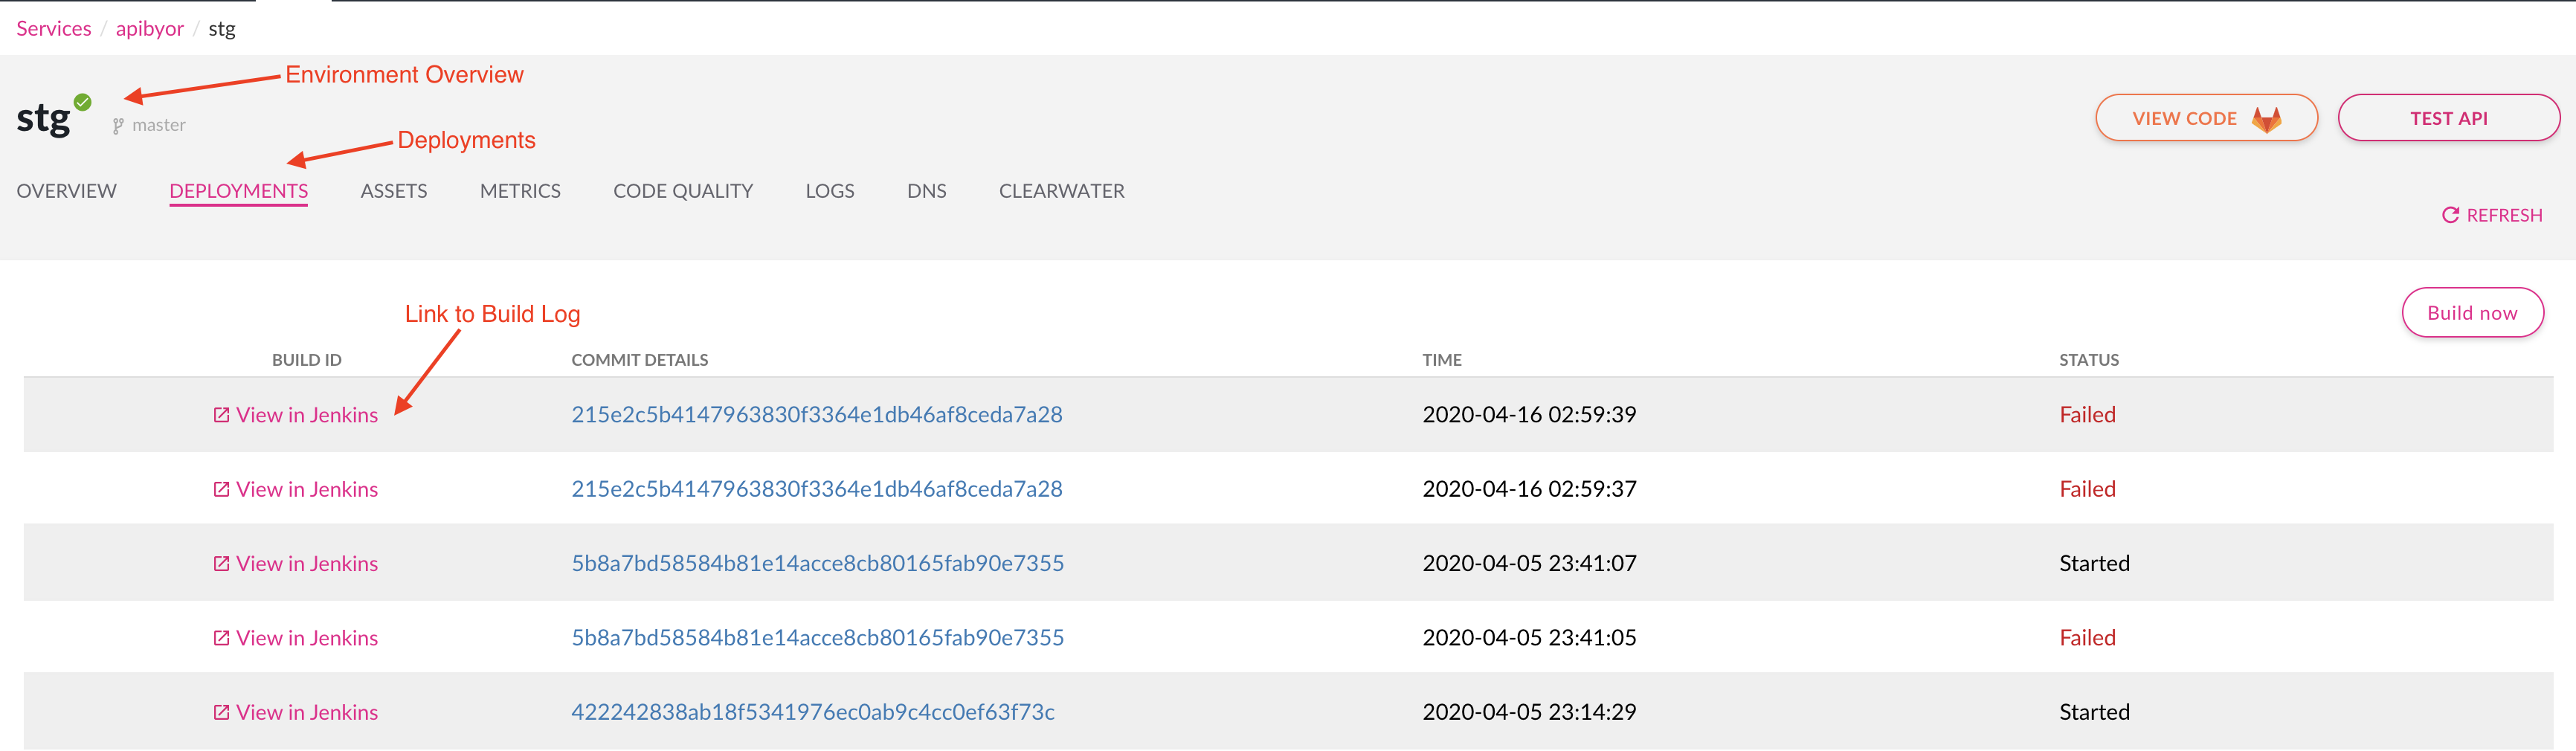 Services / apibyor / stg
Environment Overview
stg
master
Deployments
VIEW CODE
TEST API
OVERVIEW DEPLOYMENTS ASSETS METRICS CODE QUALITY LOGS DNS CLEARWATER
REFRESH
Link to Build Log
Build now
BUILD ID COMMIT DETAILS TIME STATUS
View in Jenkins 215e2c5b4147963830f3364e1db46af8ceda7a28 2020-04-16 02:59:39 Failed
View in Jenkins 215e2c5b4147963830f3364e1db46af8ceda7a28 2020-04-16 02:59:37 Failed
View in Jenkins 5b8a7bd58584b81e14acce8cb80165fab90e7355 2020-04-05 23:41:07 Started
View in Jenkins 5b8a7bd58584b81e14acce8cb80165fab90e7355 2020-04-05 23:41:05 Failed
View in Jenkins 422242838ab18f5341976ec0ab9c4cc0ef63f73c 2020-04-05 23:14:29 Started